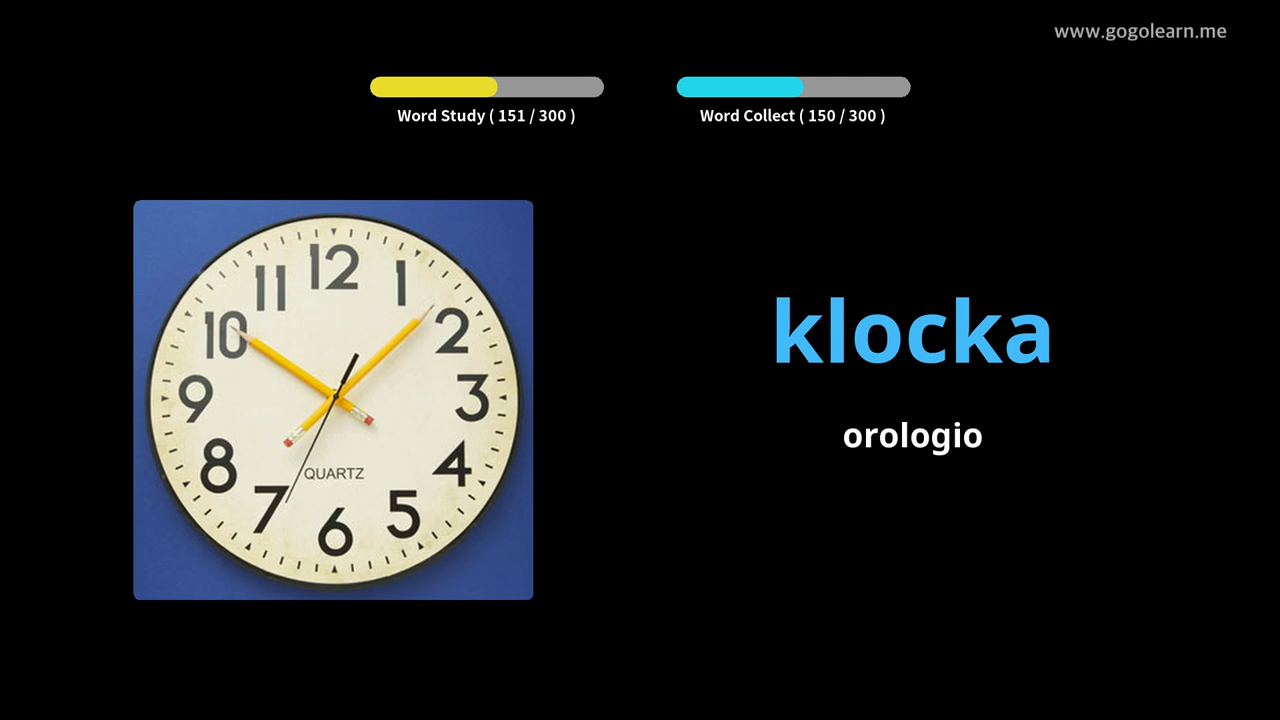 www.gogolearn.me
Word Study ( 151 / 300 )
Word Collect ( 150 / 300 )
12
11
1
10
2
9
3
8
4
QUARTZ
7
5
6
klocka
orologio